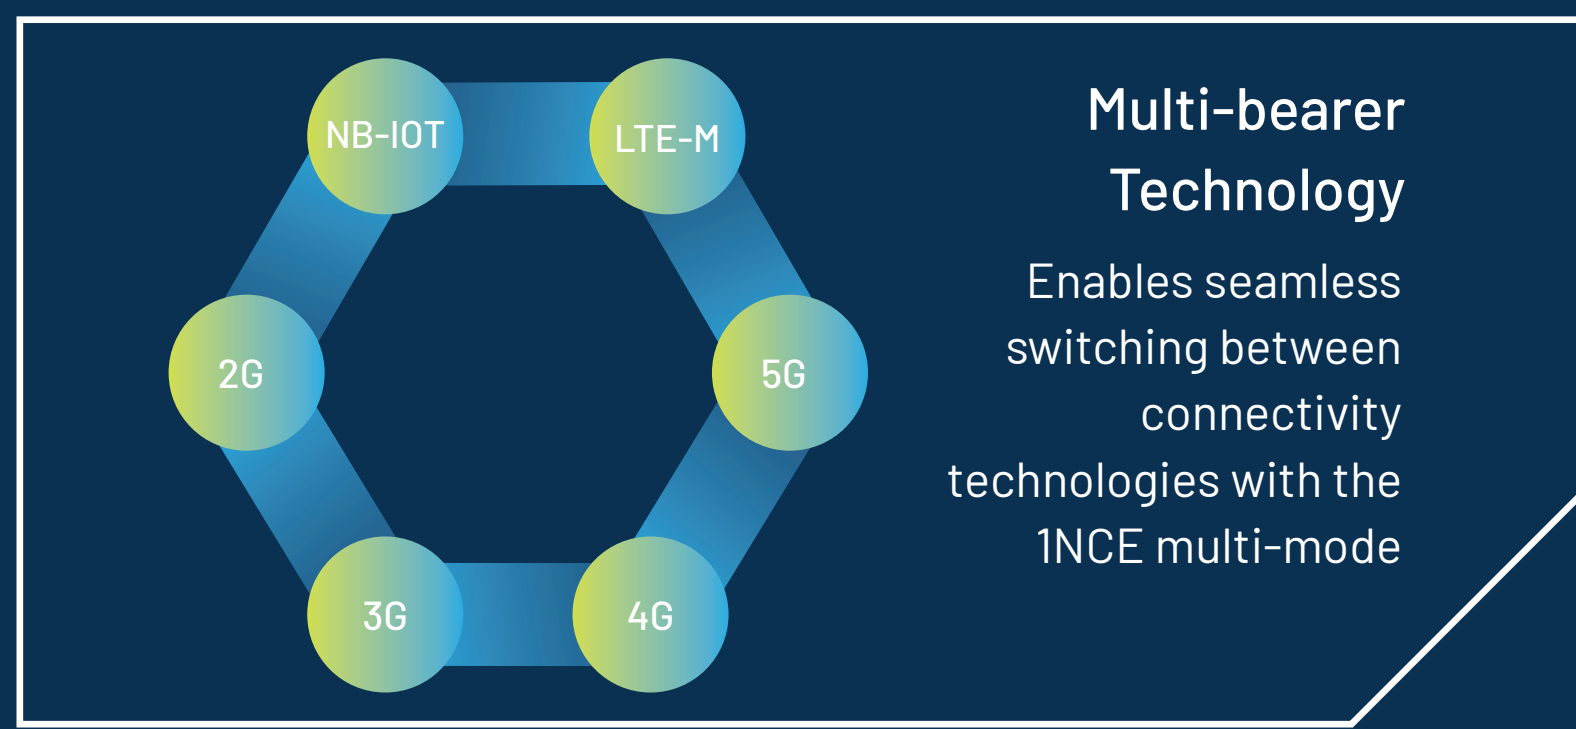 NB-IOT
LTE-M
2G
5G
3G
4G
Multi-bearer
Technology
Enables seamless
switching between
connectivity
technologies with the
1NCE multi-mode